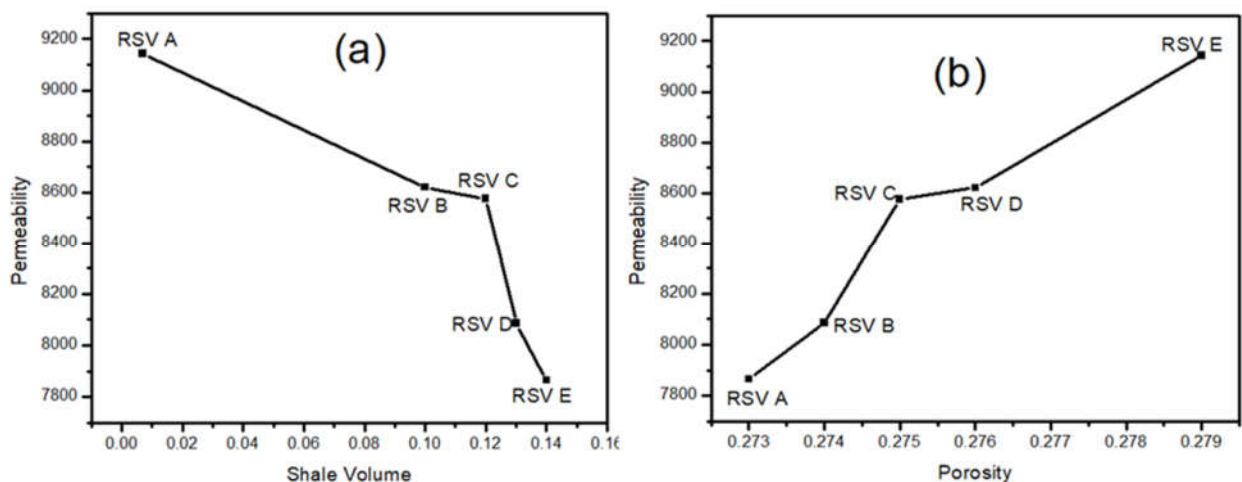 (a)
Permeability
9200
9000
8800
8600
8400
8200
8000
7800
RSV A
RSV B
RSV C
RSV D
RSV E
0.00 0.02 0.04 0.06 0.08 0.10 0.12 0.14 0.16
Shale Volume
(b)
Permeability
9200
9000
8800
8600
8400
8200
8000
7800
RSV E
RSV C
RSV D
RSV B
RSV A
0.273 0.274 0.275 0.276 0.277 0.278 0.279
Porosity